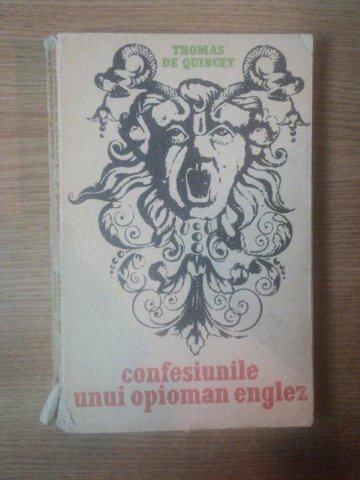 THOMAS
DE QUINCEY
confesiunile
unui opioman englez